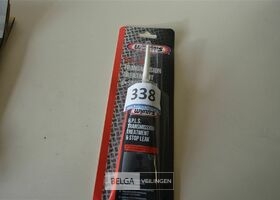 WYNN'S
338
WYNN'S
H.P.L.S.
TRANSMISSION
TREATMENT
& STOP LEAK
BELGA VEILINGEN